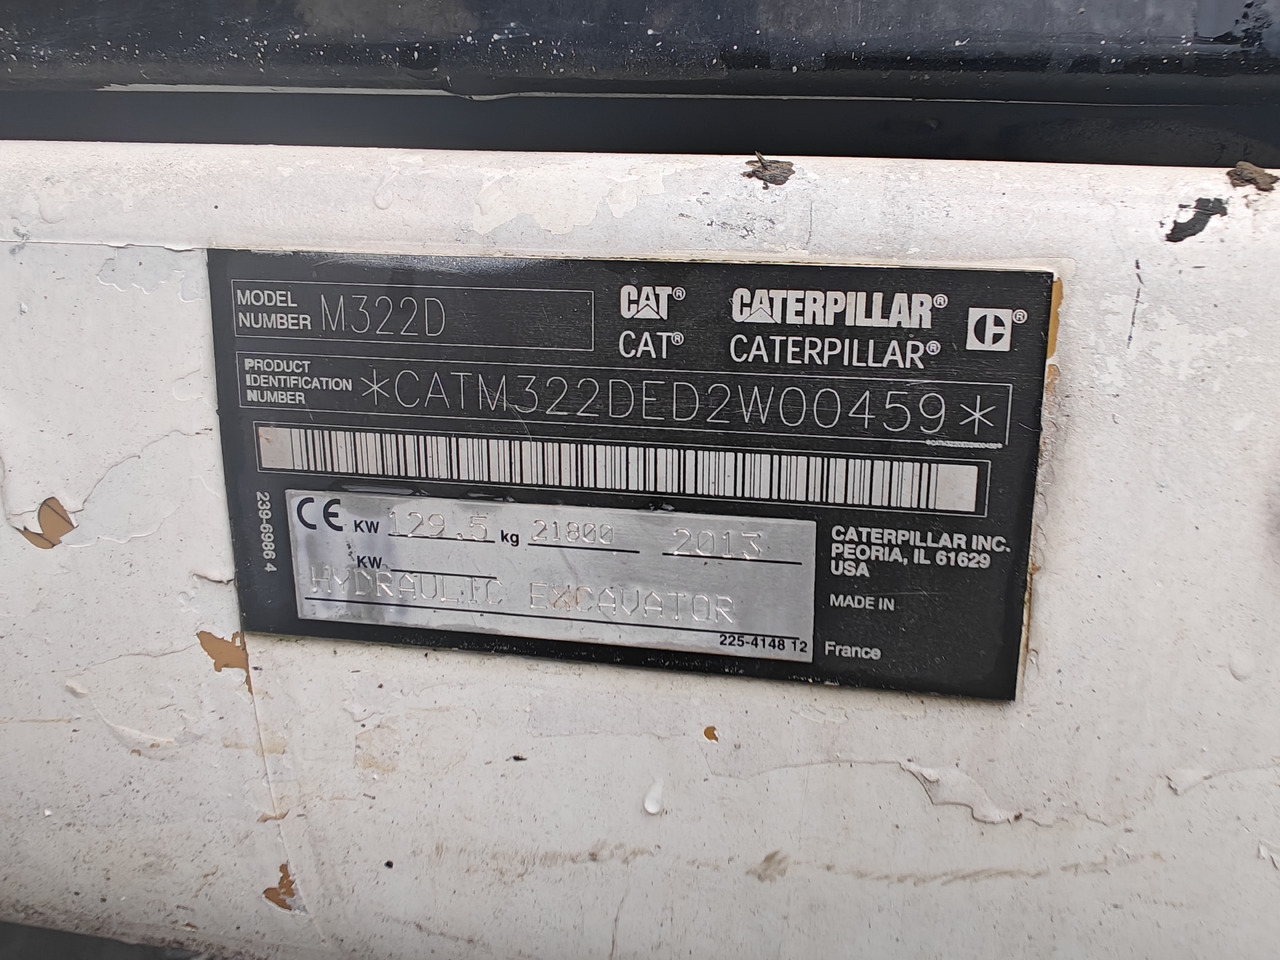 MODEL NUMBER M322D
CAT® CATERPILLAR®
CAT® CATERPILLAR®
PRODUCT IDENTIFICATION NUMBER *CATM322DED2W00459*
239-6986 4
CE KW 129.5 kg 21800 2013
KW
HYDRAULIC EXCAVATOR
225-4148 12
CATERPILLAR INC.
PEORIA, IL 61629
USA
MADE IN
France